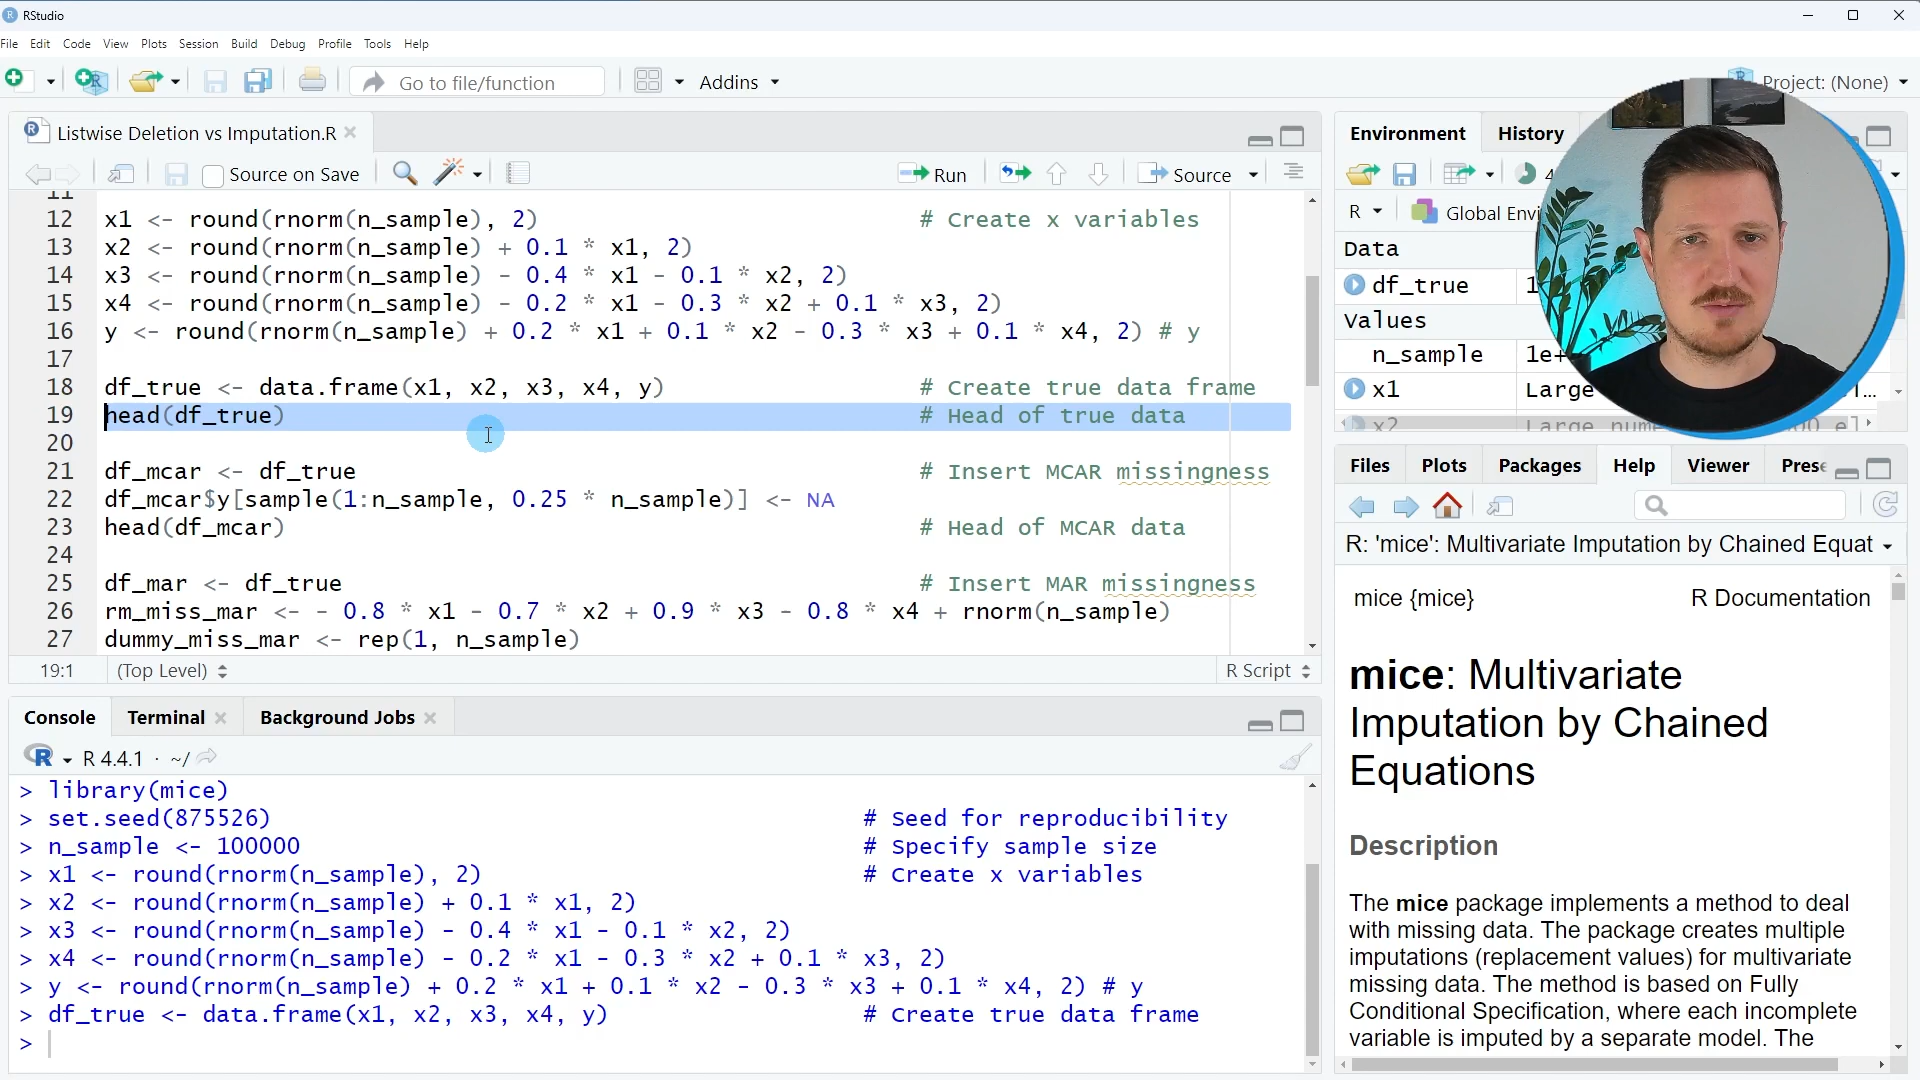 RStudio
File Edit Code View Plots Session Build Debug Profile Tools Help
Go to file/function Addins Project: (None)
Listwise Deletion vs Imputation.R
Source on Save Run Source
11
12 x1 <- round(rnorm(n_sample), 2) # Create x variables
13 x2 <- round(rnorm(n_sample) + 0.1 * x1, 2)
14 x3 <- round(rnorm(n_sample) - 0.4 * x1 - 0.1 * x2, 2)
15 x4 <- round(rnorm(n_sample) - 0.2 * x1 - 0.3 * x2 + 0.1 * x3, 2)
16 y <- round(rnorm(n_sample) + 0.2 * x1 + 0.1 * x2 - 0.3 * x3 + 0.1 * x4, 2) # y
17
18 df_true <- data.frame(x1, x2, x3, x4, y) # Create true data frame
19 head(df_true) # Head of true data
20
21 df_mcar <- df_true # Insert MCAR missingness
22 df_mcar$y[sample(1:n_sample, 0.25 * n_sample)] <- NA
23 head(df_mcar) # Head of MCAR data
24
25 df_mar <- df_true # Insert MAR missingness
26 rm_miss_mar <- - 0.8 * x1 - 0.7 * x2 + 0.9 * x3 - 0.8 * x4 + rnorm(n_sample)
27 dummy_miss_mar <- rep(1, n_sample)
19:1 (Top Level) R Script
Console Terminal Background Jobs
R 4.4.1 · ~/
> library(mice)
> set.seed(875526) # Seed for reproducibility
> n_sample <- 100000 # Specify sample size
> x1 <- round(rnorm(n_sample), 2) # Create x variables
> x2 <- round(rnorm(n_sample) + 0.1 * x1, 2)
> x3 <- round(rnorm(n_sample) - 0.4 * x1 - 0.1 * x2, 2)
> x4 <- round(rnorm(n_sample) - 0.2 * x1 - 0.3 * x2 + 0.1 * x3, 2)
> y <- round(rnorm(n_sample) + 0.2 * x1 + 0.1 * x2 - 0.3 * x3 + 0.1 * x4, 2) # y
> df_true <- data.frame(x1, x2, x3, x4, y) # Create true data frame
>
Environment History
4
R Global Envi
Data
df_true 1
Values
n_sample 1e+
x1 Large
x2 Large num
Files Plots Packages Help Viewer Prese
R: 'mice': Multivariate Imputation by Chained Equat
mice {mice} R Documentation
mice: Multivariate
Imputation by Chained
Equations
Description
The mice package implements a method to deal
with missing data. The package creates multiple
imputations (replacement values) for multivariate
missing data. The method is based on Fully
Conditional Specification, where each incomplete
variable is imputed by a separate model. The